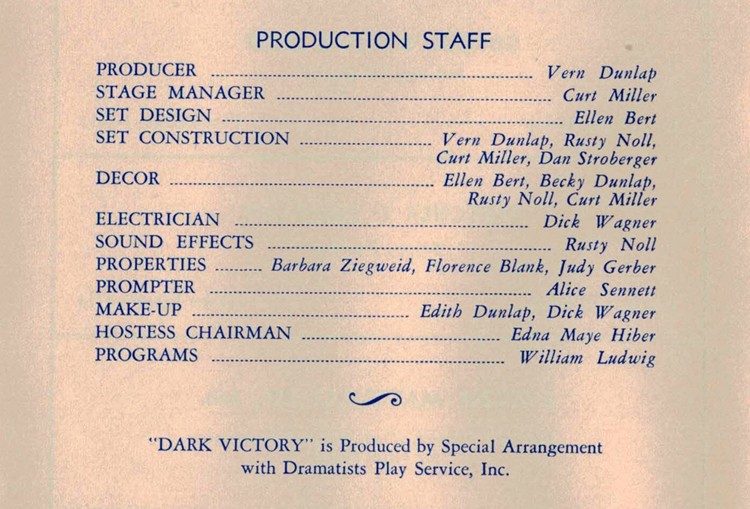 PRODUCTION STAFF
PRODUCER ........................................ Vern Dunlap
STAGE MANAGER ........................................ Curt Miller
SET DESIGN ........................................ Ellen Bert
SET CONSTRUCTION ........................ Vern Dunlap, Rusty Noll,
Curt Miller, Dan Stroberger
DECOR ........................................ Ellen Bert, Becky Dunlap,
Rusty Noll, Curt Miller
ELECTRICIAN ........................................ Dick Wagner
SOUND EFFECTS ........................................ Rusty Noll
PROPERTIES ......... Barbara Ziegweid, Florence Blank, Judy Gerber
PROMPTER ........................................ Alice Sennett
MAKE-UP ........................................ Edith Dunlap, Dick Wagner
HOSTESS CHAIRMAN ........................................ Edna Maye Hiber
PROGRAMS ........................................ William Ludwig
"DARK VICTORY" is Produced by Special Arrangement
with Dramatists Play Service, Inc.